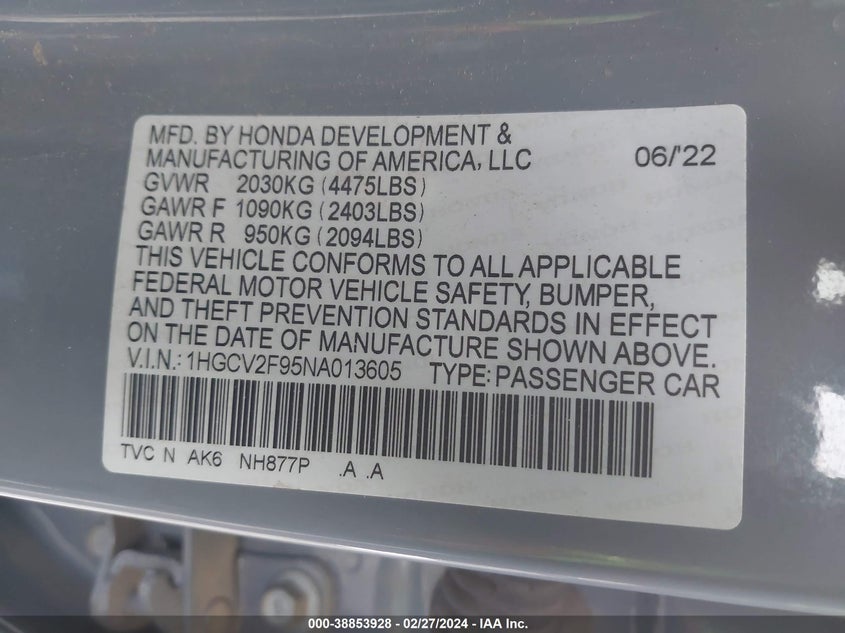 MFD. BY HONDA DEVELOPMENT &
MANUFACTURING OF AMERICA, LLC 06/'22
GVWR 2030KG (4475LBS)
GAWR F 1090KG (2403LBS)
GAWR R 950KG (2094LBS)
THIS VEHICLE CONFORMS TO ALL APPLICABLE
FEDERAL MOTOR VEHICLE SAFETY, BUMPER,
AND THEFT PREVENTION STANDARDS IN EFFECT
ON THE DATE OF MANUFACTURE SHOWN ABOVE.
V.I.N.: 1HGCV2F95NA013605 TYPE: PASSENGER CAR
TVC N AK6 NH877P .A .A
000-38853928 - 02/27/2024 - IAA Inc.